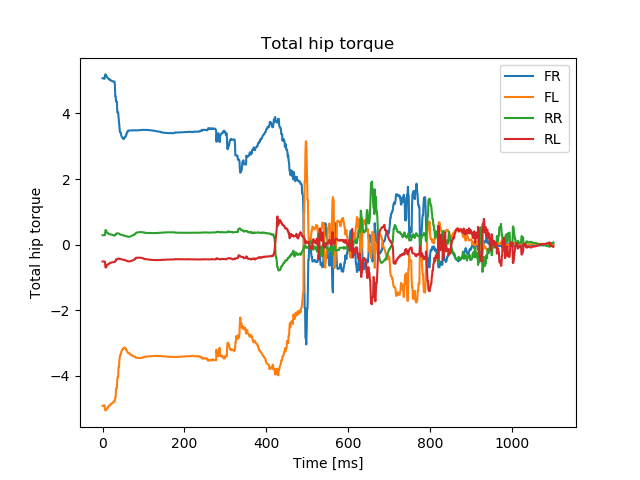 Total hip torque
FR
FL
RR
RL
Total hip torque
4
2
0
−2
−4
0
200
400
600
800
1000
Time [ms]